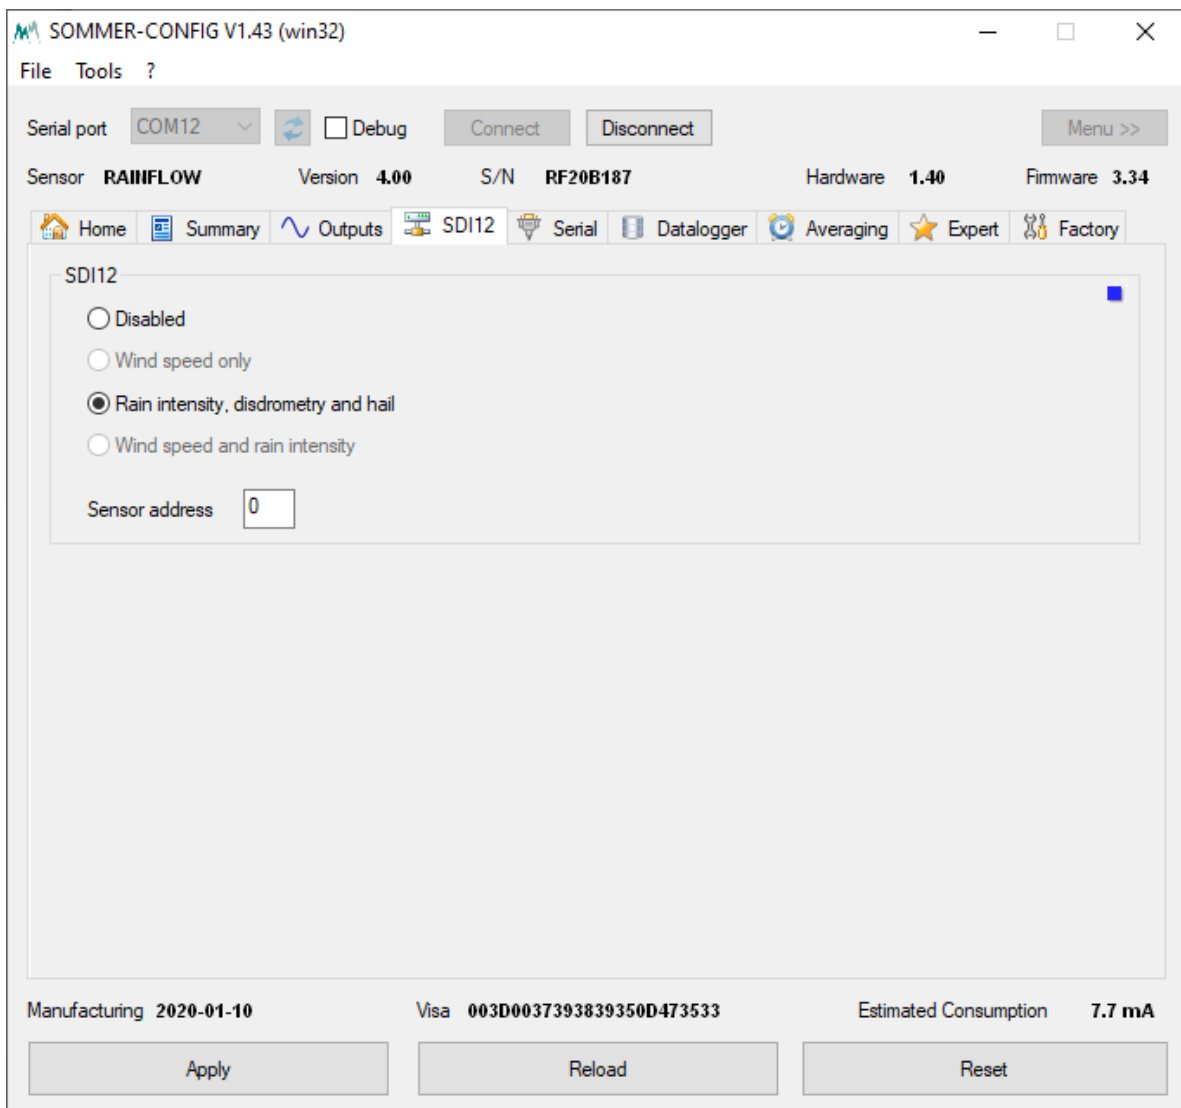 SOMMER-CONFIG V1.43 (win32)
File Tools ?
Serial port COM12 Debug Connect Disconnect Menu >>
Sensor RAINFLOW Version 4.00 S/N RF20B187 Hardware 1.40 Firmware 3.34
Home Summary Outputs SDI12 Serial Datalogger Averaging Expert Factory
SDI12
Disabled
Wind speed only
Rain intensity, disdrometry and hail
Wind speed and rain intensity
Sensor address 0
Manufacturing 2020-01-10 Visa 003D0037393839350D473533 Estimated Consumption 7.7 mA
Apply Reload Reset